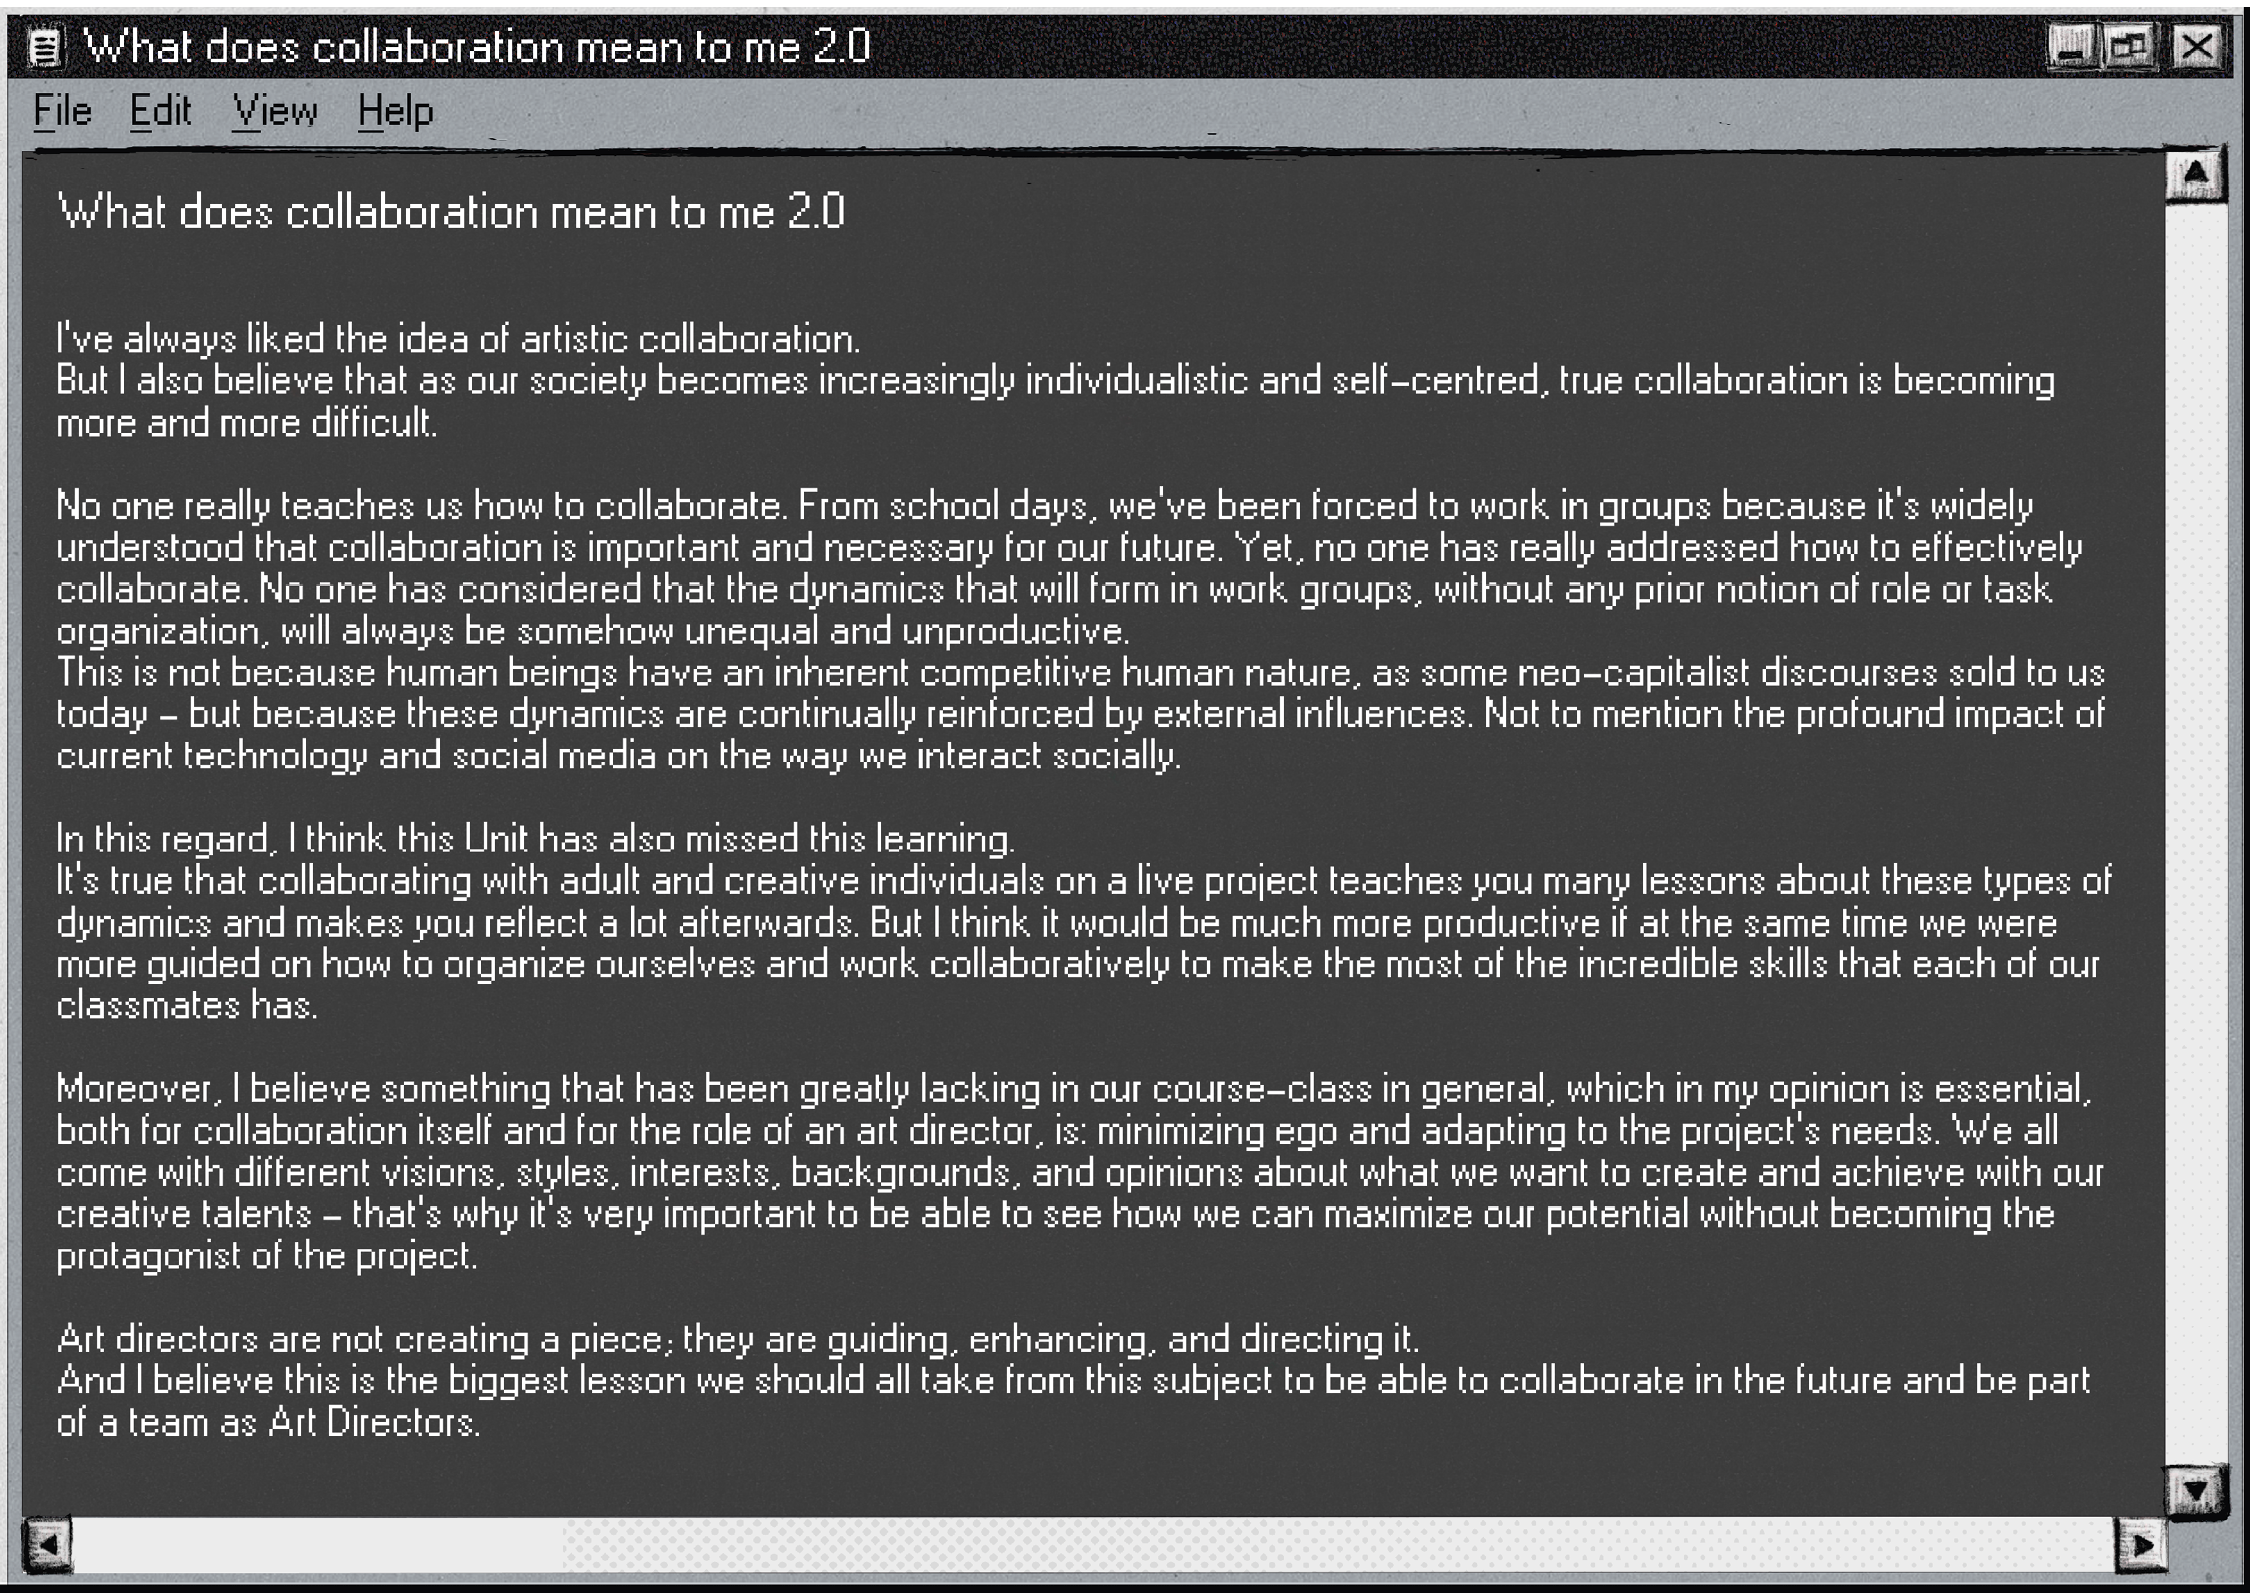 What does collaboration mean to me 2.0
File Edit View Help
What does collaboration mean to me 2.0
I've always liked the idea of artistic collaboration.
But I also believe that as our society becomes increasingly individualistic and self-centred, true collaboration is becoming
more and more difficult.
No one really teaches us how to collaborate. From school days, we've been forced to work in groups because it's widely
understood that collaboration is important and necessary for our future. Yet, no one has really addressed how to effectively
collaborate. No one has considered that the dynamics that will form in work groups, without any prior notion of role or task
organization, will always be somehow unequal and unproductive.
This is not because human beings have an inherent competitive human nature, as some neo-capitalist discourses sold to us
today – but because these dynamics are continually reinforced by external influences. Not to mention the profound impact of
current technology and social media on the way we interact socially.
In this regard, I think this Unit has also missed this learning.
It's true that collaborating with adult and creative individuals on a live project teaches you many lessons about these types of
dynamics and makes you reflect a lot afterwards. But I think it would be much more productive if at the same time we were
more guided on how to organize ourselves and work collaboratively to make the most of the incredible skills that each of our
classmates has.
Moreover, I believe something that has been greatly lacking in our course-class in general, which in my opinion is essential,
both for collaboration itself and for the role of an art director, is: minimizing ego and adapting to the project's needs. We all
come with different visions, styles, interests, backgrounds, and opinions about what we want to create and achieve with our
creative talents – that's why it's very important to be able to see how we can maximize our potential without becoming the
protagonist of the project.
Art directors are not creating a piece; they are guiding, enhancing, and directing it.
And I believe this is the biggest lesson we should all take from this subject to be able to collaborate in the future and be part
of a team as Art Directors.